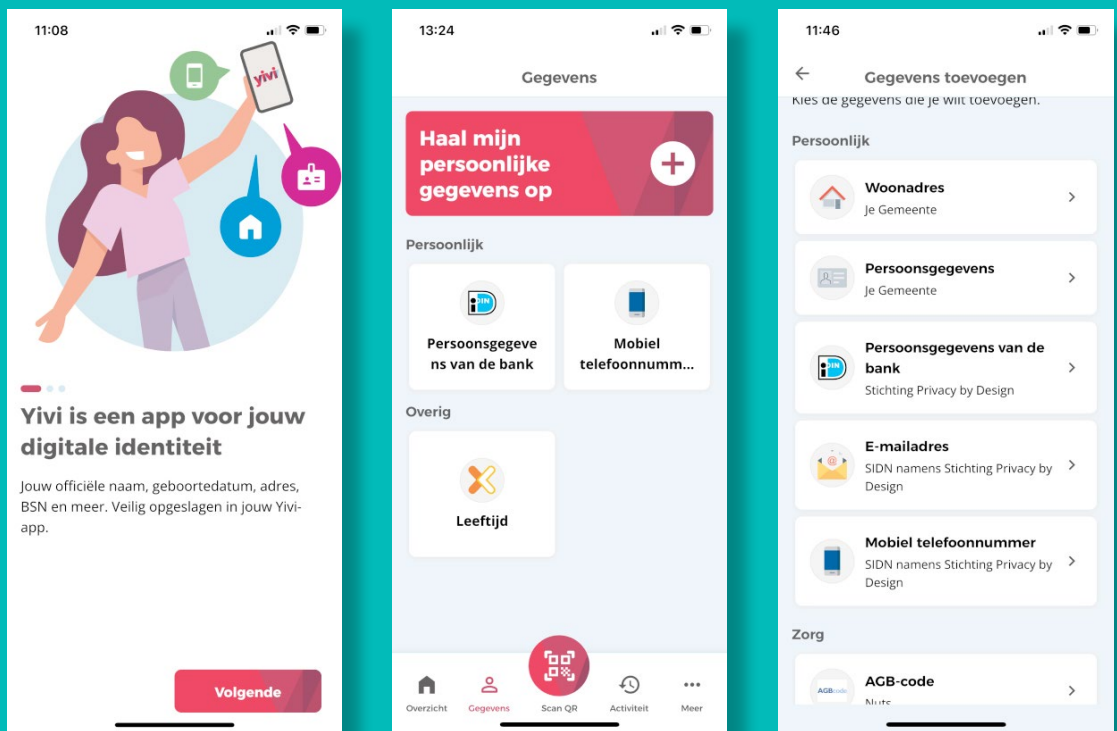 11:08
yivi
Yivi is een app voor jouw
digitale identiteit
Jouw officiële naam, geboortedatum, adres,
BSN en meer. Veilig opgeslagen in jouw Yivi-
app.
Volgende
13:24
Gegevens
Haal mijn
persoonlijke
gegevens op
Persoonlijk
iDIN
Persoonsgegeve
ns van de bank
Mobiel
telefoonnumm...
Overig
Leeftijd
Overzicht
Gegevens
Scan QR
Activiteit
Meer
11:46
Gegevens toevoegen
Kies de gegevens die je wilt toevoegen.
Persoonlijk
Woonadres
Je Gemeente
Persoonsgegevens
Je Gemeente
iDIN
Persoonsgegevens van de
bank
Stichting Privacy by Design
E-mailadres
SIDN namens Stichting Privacy by
Design
Mobiel telefoonnummer
SIDN namens Stichting Privacy by
Design
Zorg
AGBcode
AGB-code
Nuts